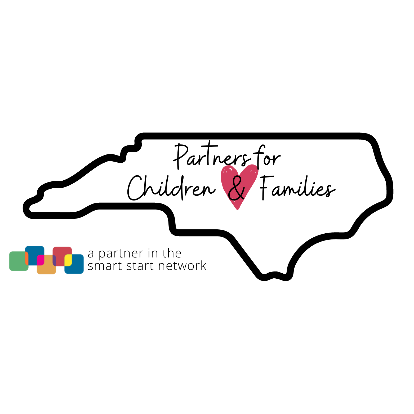 Partners for
Children & Families
a partner in the
smart start network